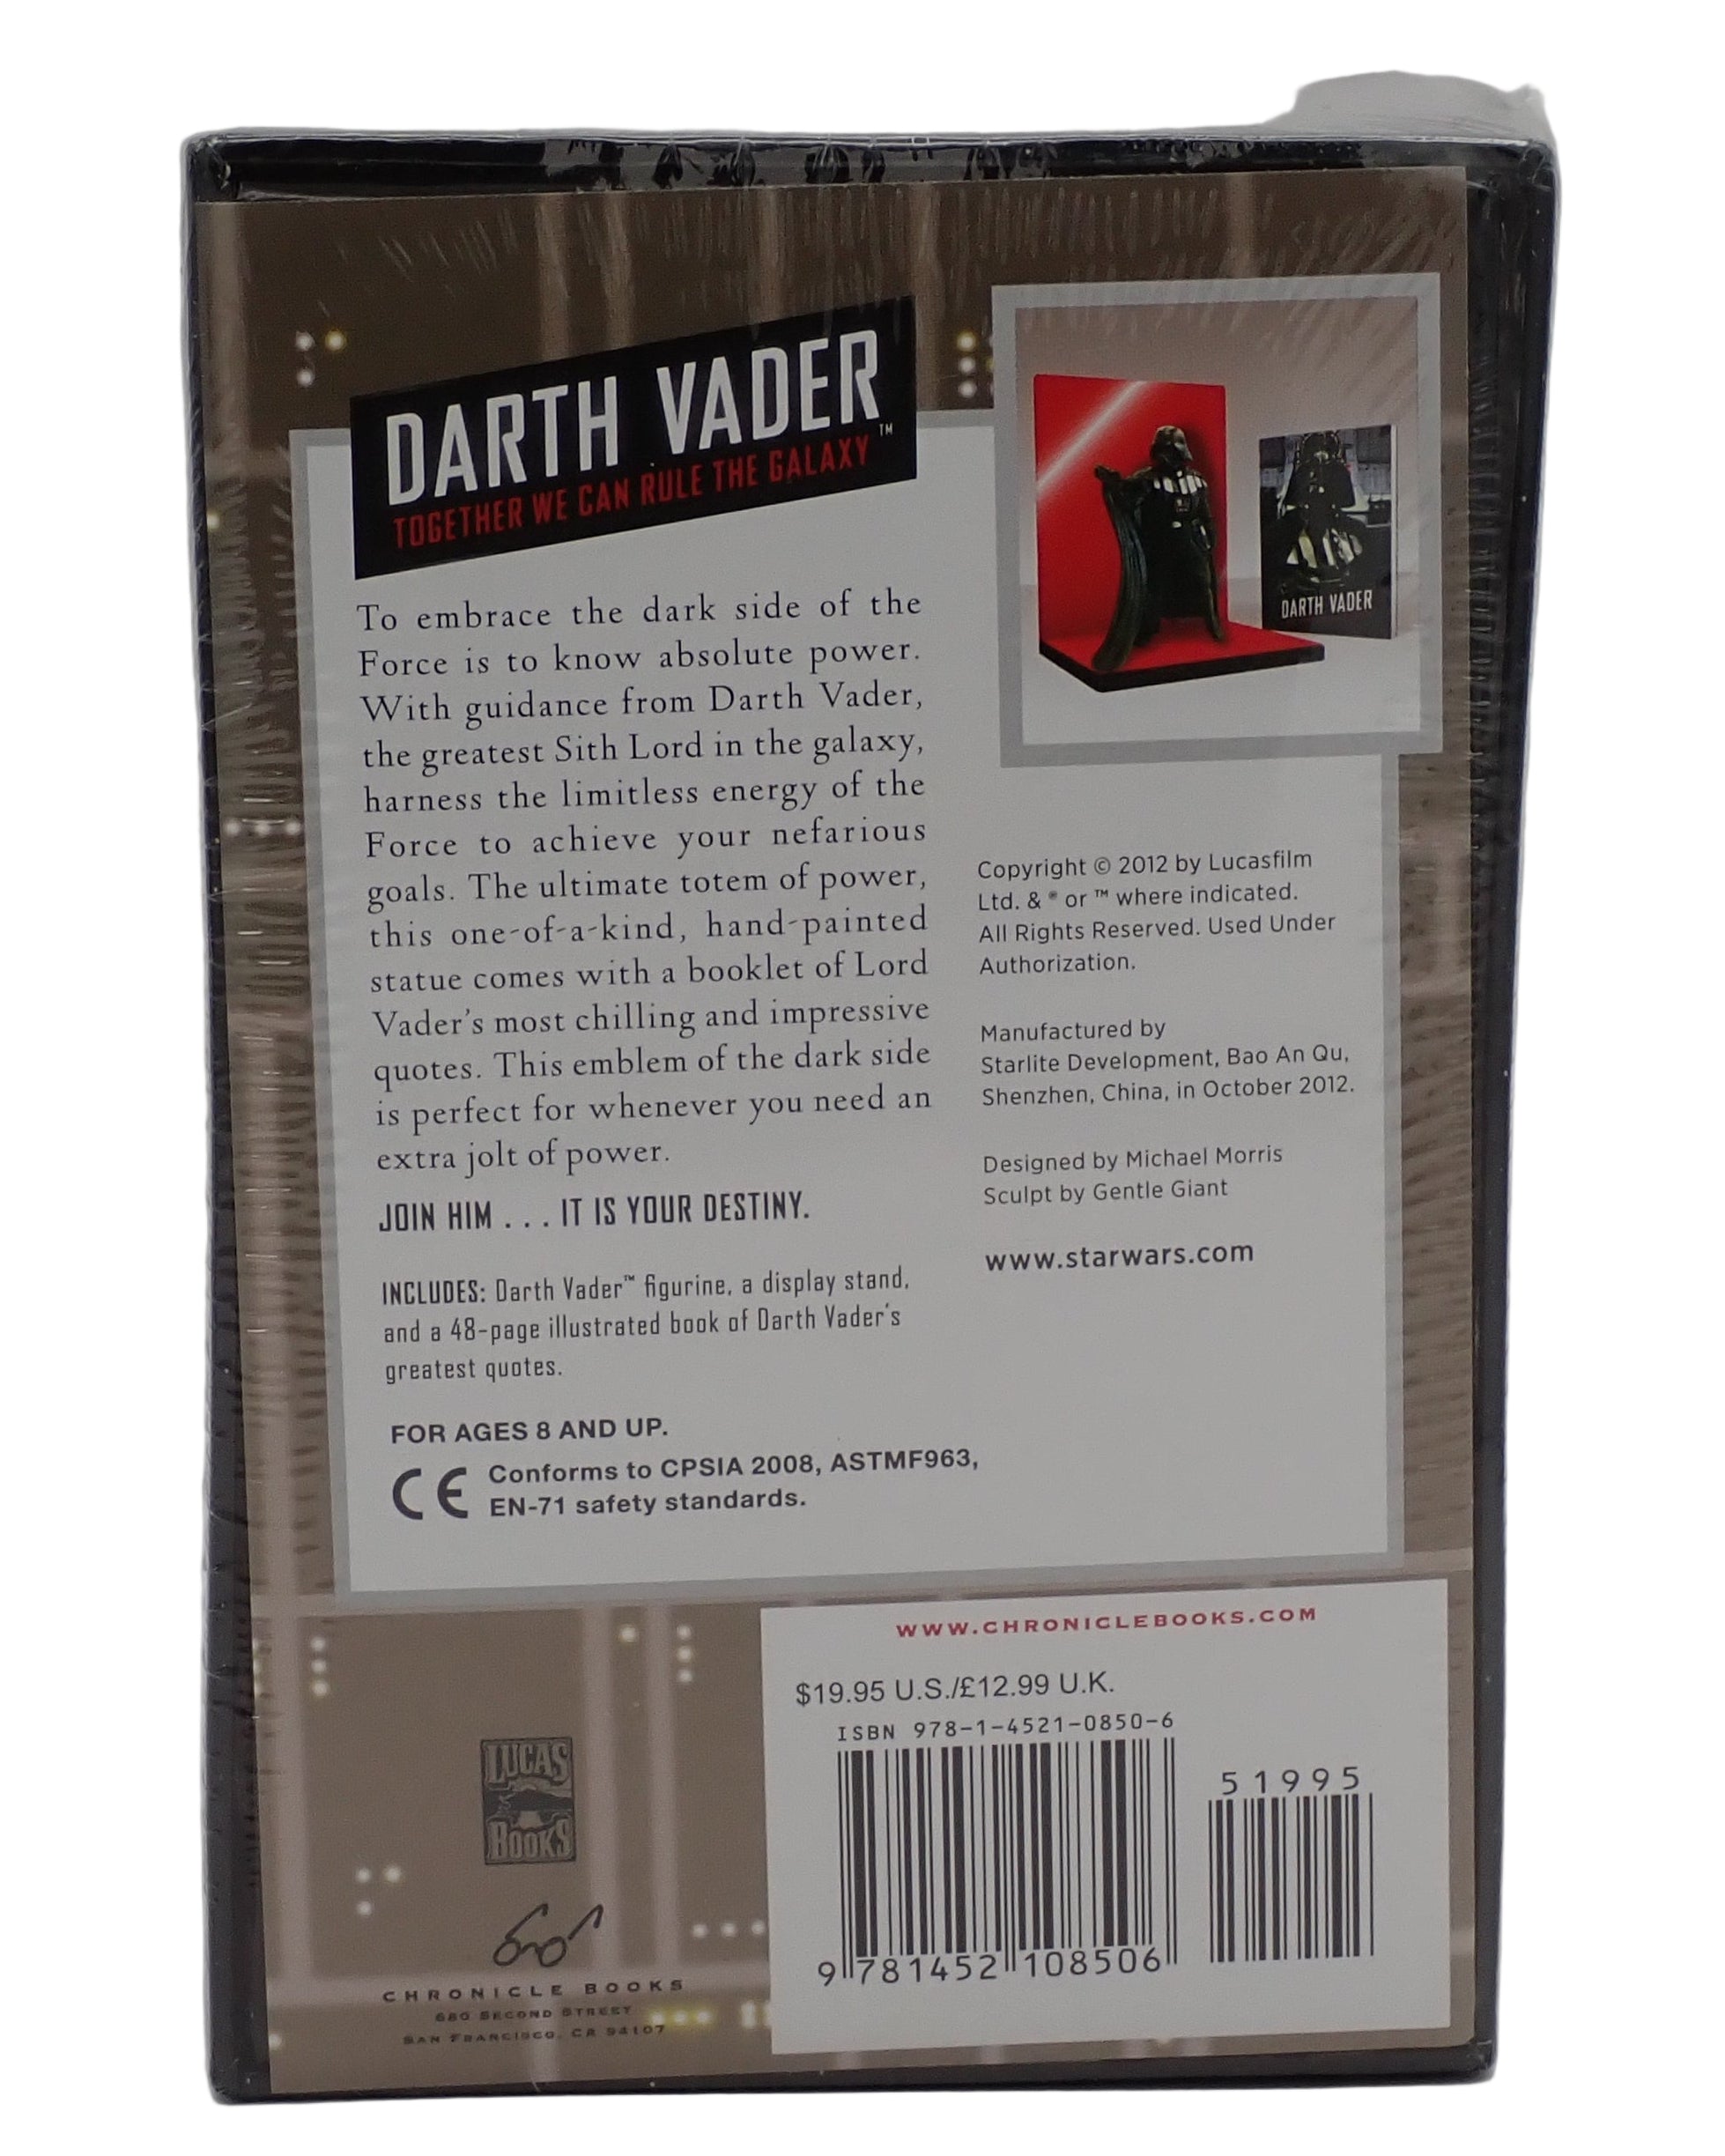 DARTH VADER™
TOGETHER WE CAN RULE THE GALAXY
To embrace the dark side of the
Force is to know absolute power.
With guidance from Darth Vader,
the greatest Sith Lord in the galaxy,
harness the limitless energy of the
Force to achieve your nefarious
goals. The ultimate totem of power,
this one-of-a-kind, hand-painted
statue comes with a booklet of Lord
Vader's most chilling and impressive
quotes. This emblem of the dark side
is perfect for whenever you need an
extra jolt of power.
JOIN HIM . . . IT IS YOUR DESTINY.
INCLUDES: Darth Vader™ figurine, a display stand,
and a 48-page illustrated book of Darth Vader's
greatest quotes.
FOR AGES 8 AND UP.
CE
Conforms to CPSIA 2008, ASTMF963,
EN-71 safety standards.
DARTH VADER
Copyright © 2012 by Lucasfilm
Ltd. & ® or ™ where indicated.
All Rights Reserved. Used Under
Authorization.
Manufactured by
Starlite Development, Bao An Qu,
Shenzhen, China, in October 2012.
Designed by Michael Morris
Sculpt by Gentle Giant
www.starwars.com
LUCAS
BOOKS
CHRONICLE BOOKS
680 SECOND STREET
SAN FRANCISCO, CA 94107
WWW.CHRONICLEBOOKS.COM
$19.95 U.S./£12.99 U.K.
ISBN 978-1-4521-0850-6
51995
9 781452 108506